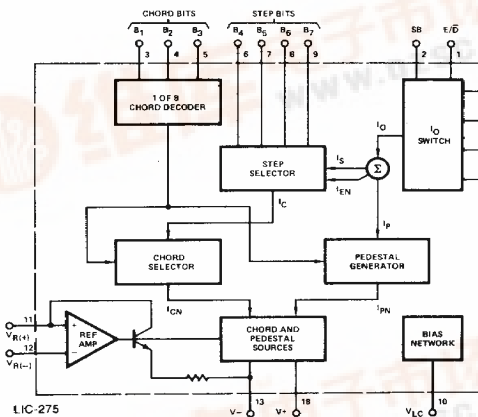 CHORD BITS STEP BITS
B1 B2 B3 B4 B5 B6 B7 SB E/D̅
3 4 5 6 7 8 9 2 1
1 OF 8
CHORD DECODER
IO
SWITCH
IO
STEP
SELECTOR
IS
Σ
IEN
IC
IP
CHORD
SELECTOR
PEDESTAL
GENERATOR
ICN
IPN
VR(+) 11
VR(−) 12
+
−
REF
AMP
CHORD AND
PEDESTAL
SOURCES
BIAS
NETWORK
13 18 10
LIC-275
V− V+ VLC